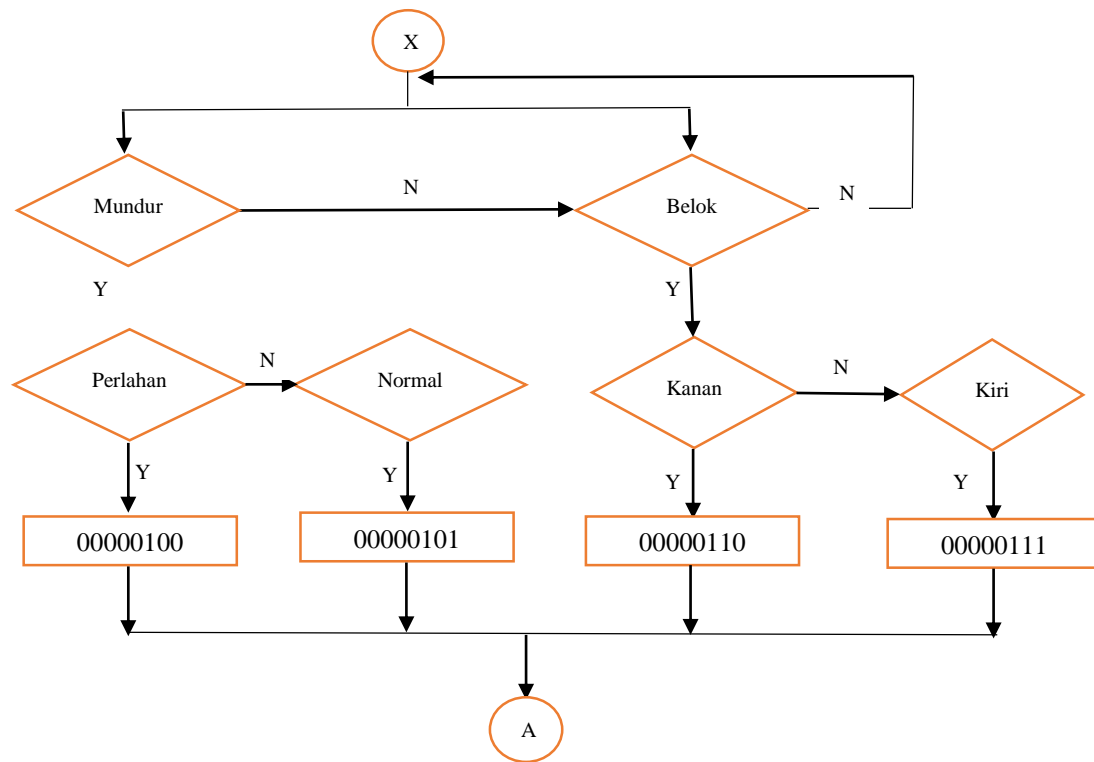 X
Mundur
N
Belok
N
Y
Y
Perlahan
N
Normal
Kanan
N
Kiri
Y
Y
Y
Y
00000100
00000101
00000110
00000111
A